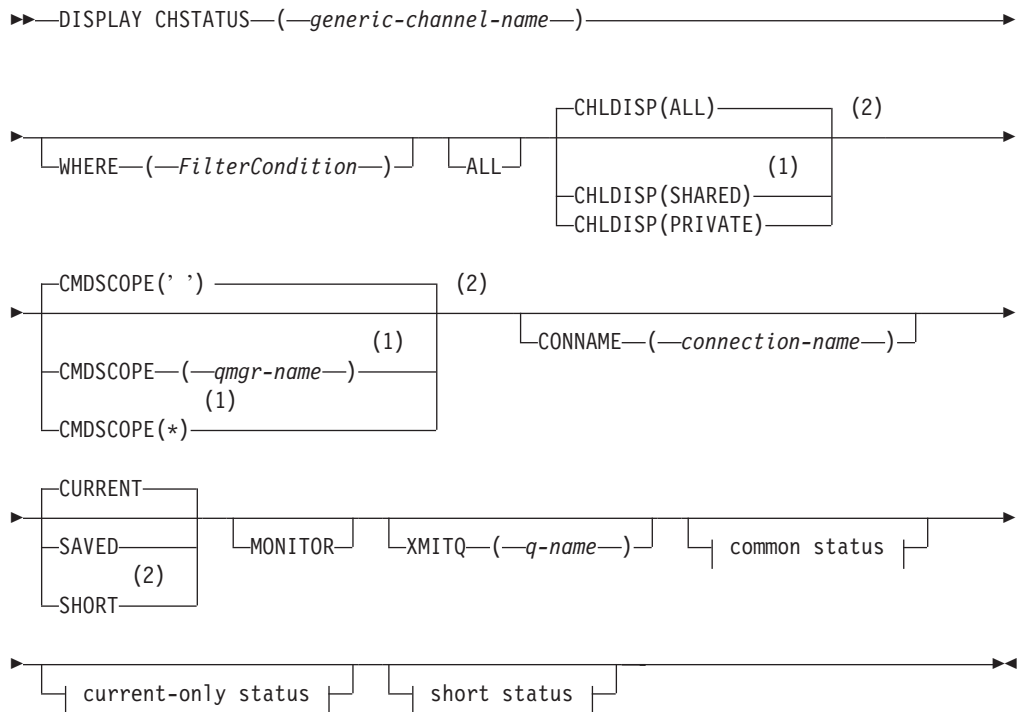 DISPLAY CHSTATUS ( generic-channel-name )
CHLDISP(ALL) (2)
WHERE ( FilterCondition ) ALL (1)
CHLDISP(SHARED)
CHLDISP(PRIVATE)
CMDSCOPE(’ ’) (2)
(1) CONNAME ( connection-name )
CMDSCOPE ( qmgr-name )
(1)
CMDSCOPE(*)
CURRENT
SAVED MONITOR XMITQ ( q-name ) common status
(2)
SHORT
current-only status short status